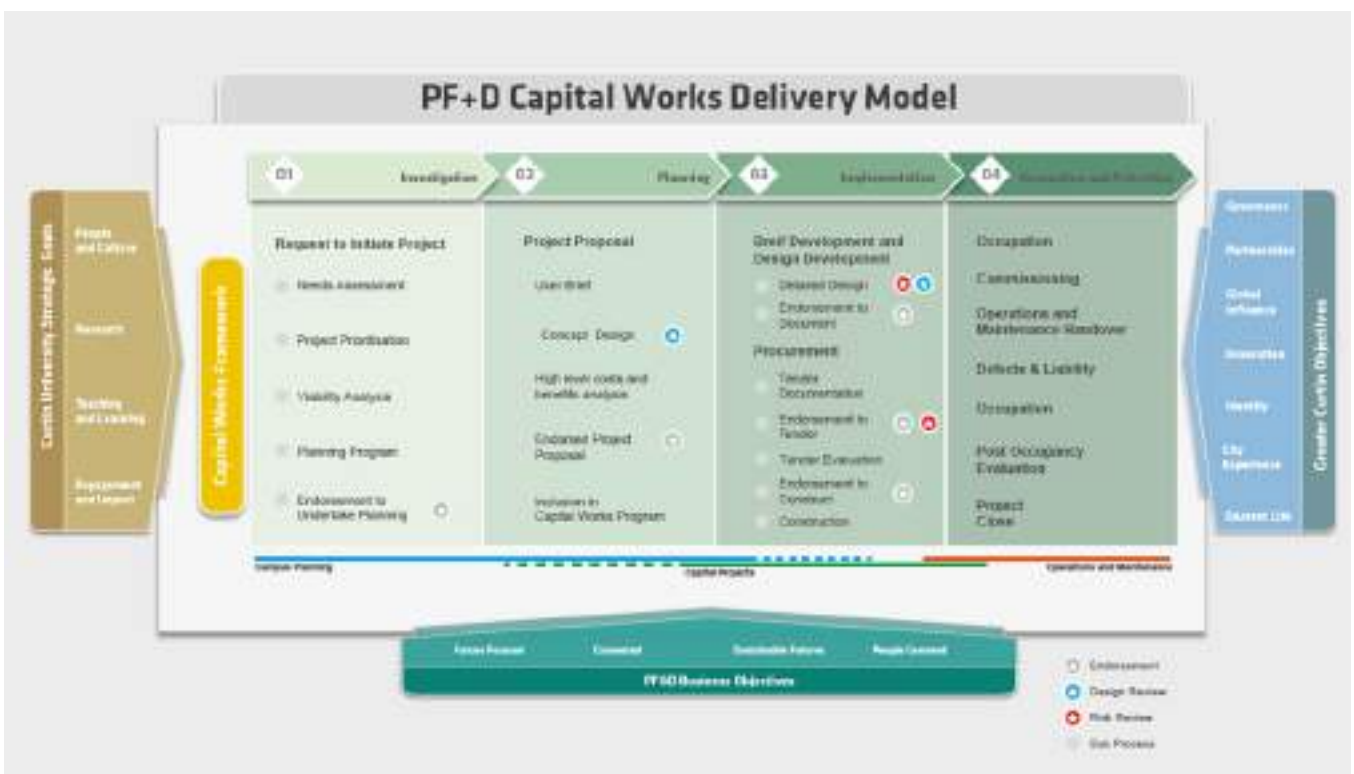 PF+D Capital Works Delivery Model
01
Investigation
02
Planning
03
Implementation
04
Curtin University Strategic Goals
People
and Culture
Research
Teaching
and Learning
Engagement
and Impact
Capital Works Framework
Request to Initiate Project
Needs Assessment
Project Prioritisation
Viability Analysis
Planning Program
Endorsement to
Undertake Planning
Project Proposal
User Brief
Concept Design
High level costs and
benefits analysis
Endorsed Project
Proposal
Inclusion in
Capital Works Program
Breif Development and
Design Development
Detailed Design
Endorsement to
Document
Procurement
Tender
Documentation
Endorsement to
Tender
Tender Evaluation
Endorsement to
Construct
Construction
Occupation
Commissioning
Operations and
Maintenance Handover
Defects & Liability
Occupation
Post Occupancy
Evaluation
Project
Close
Governance
Partnerships
Global
Influence
Innovation
Identity
City
Experience
Student Life
Greater Curtin Objectives
Campus Planning
Capital Projects
Operations and Maintenance
Future Focused
Connected
Sustainable Futures
People Centred
PF&D Business Objectives
Endorsement
Design Review
Risk Review
Sub Process